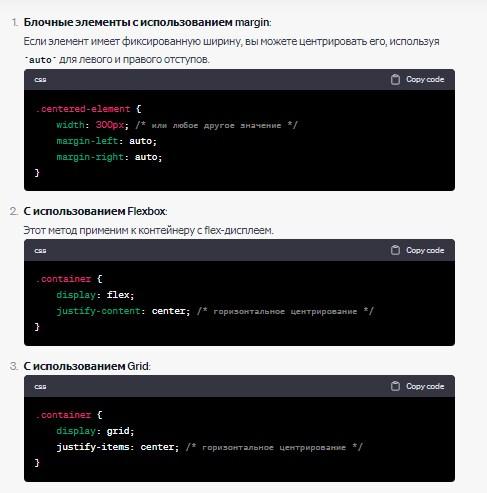 1. Блочные элементы с использованием margin:
Если элемент имеет фиксированную ширину, вы можете центрировать его, используя
`auto` для левого и правого отступов.
css Copy code
.centered-element {
    width: 300px; /* или любое другое значение */
    margin-left: auto;
    margin-right: auto;
}
2. С использованием Flexbox:
Этот метод применим к контейнеру с flex-дисплеем.
css Copy code
.container {
    display: flex;
    justify-content: center; /* горизонтальное центрирование */
}
3. С использованием Grid:
css Copy code
.container {
    display: grid;
    justify-items: center; /* горизонтальное центрирование */
}